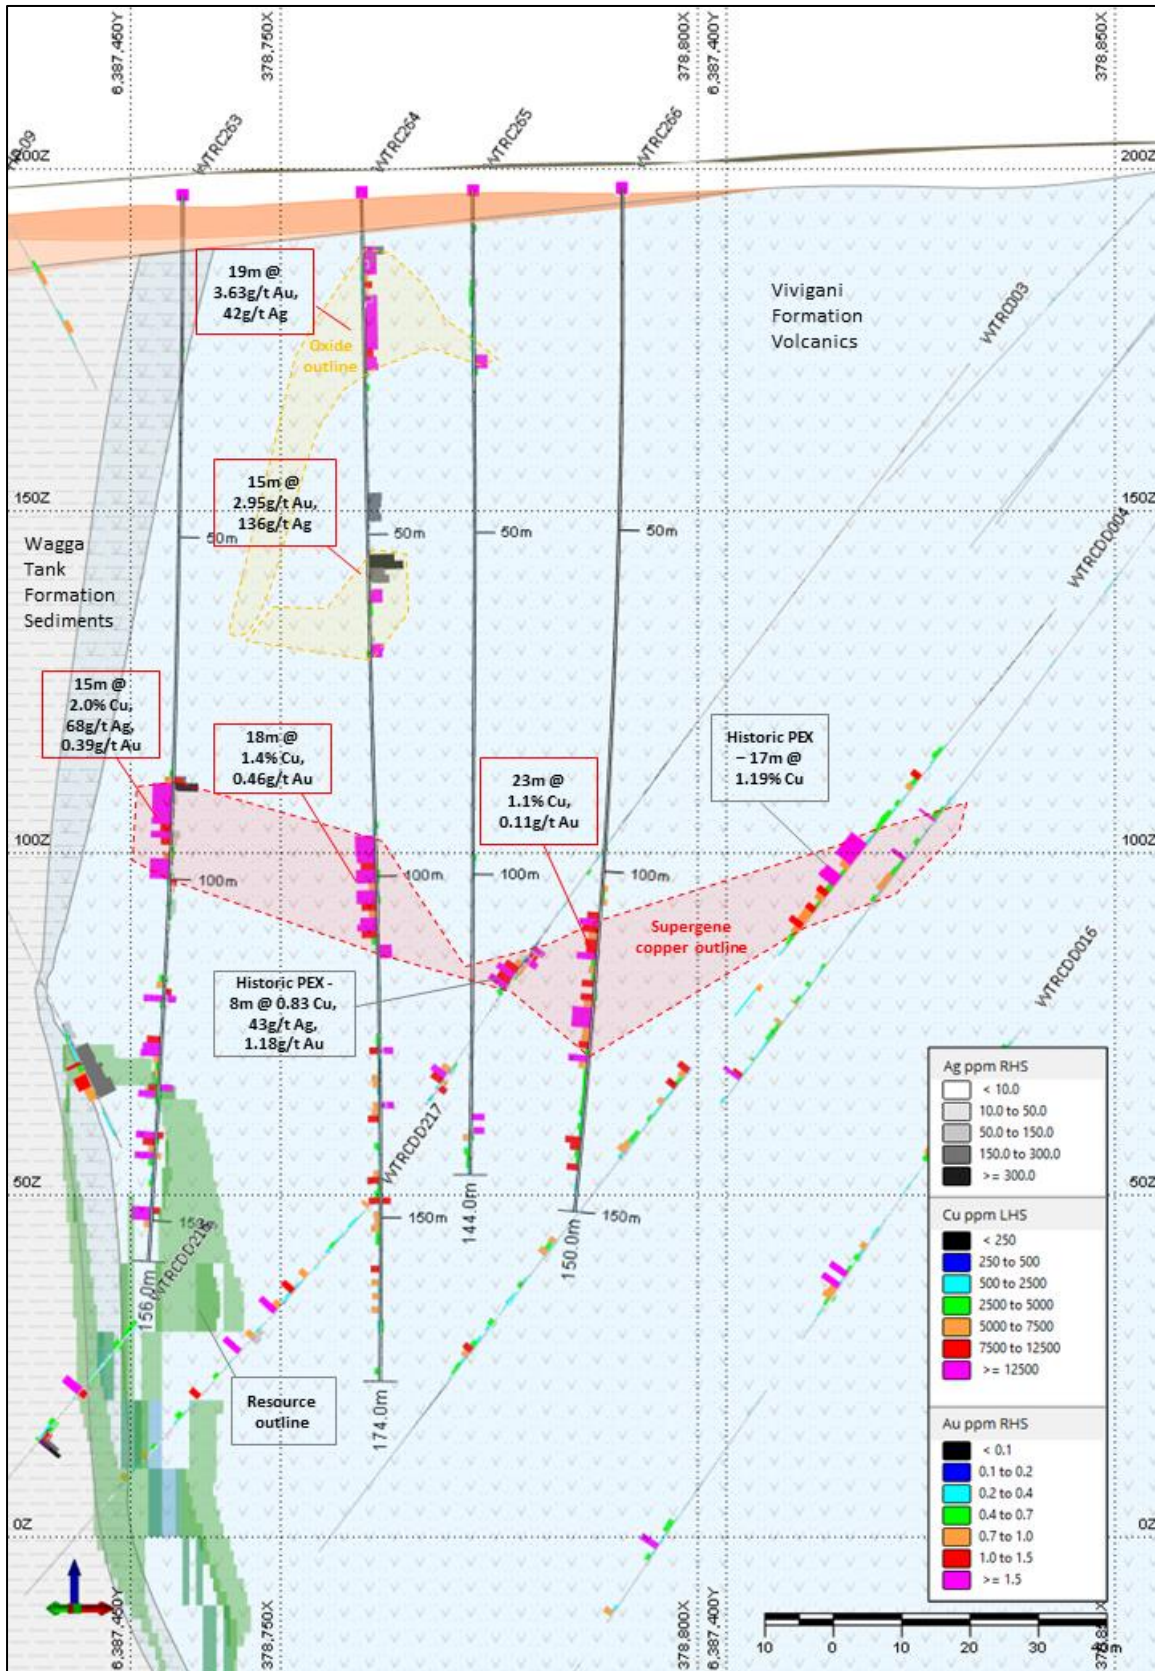 6,387,450Y
378,750X
378,800X
6,387,400Y
378,850X
WTRC263
WTRC264
WTRC265
WTRC266
200Z
200Z
19m @
3.63g/t Au,
42g/t Ag
Oxide
outline
Vivigani
Formation
Volcanics
WTRC003
150Z
150Z
15m @
2.95g/t Au,
136g/t Ag
50m
50m
50m
50m
Wagga
Tank
Formation
Sediments
WTRCDD004
15m @
2.0% Cu,
68g/t Ag,
0.39g/t Au
18m @
1.4% Cu,
0.46g/t Au
23m @
1.1% Cu,
0.11g/t Au
Historic PEX
– 17m @
1.19% Cu
100Z
100Z
100m
100m
100m
100m
Supergene
copper outline
Historic PEX -
8m @ 0.83 Cu,
43g/t Ag,
1.18g/t Au
WTRCDD016
WTRCDD217
50Z
150m
150m
150m
144.0m
150.0m
156.0m
174.0m
Resource
outline
0Z
0Z
Ag ppm RHS
< 10.0
10.0 to 50.0
50.0 to 150.0
150.0 to 300.0
>= 300.0
Cu ppm LHS
< 250
250 to 500
500 to 2500
2500 to 5000
5000 to 7500
7500 to 12500
>= 12500
Au ppm RHS
< 0.1
0.1 to 0.2
0.2 to 0.4
0.4 to 0.7
0.7 to 1.0
1.0 to 1.5
>= 1.5
6,387,450Y
378,750X
378,800X
6,387,400Y
10 0 10 20 30